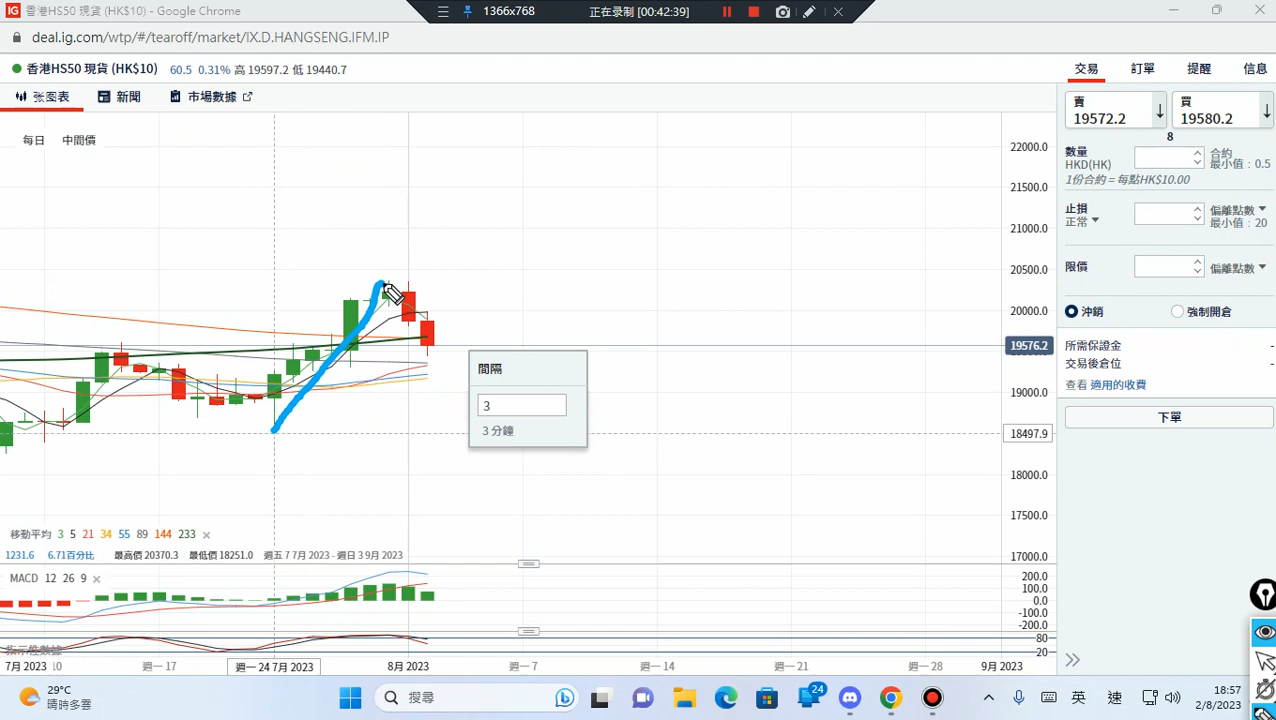 香港HS50 現貨 (HK$10) - Google Chrome
1366x768
正在录制 [00:42:39]
deal.ig.com/wtp/#/tearoff/market/IX.D.HANGSENG.IFM.IP
香港HS50 現貨 (HK$10) 60.5 0.31% 高 19597.2 低 19440.7
交易 訂單 提醒 信息
张图表 新聞 市場數據
賣 19572.2
買 19580.2
8
每日 中間價
數量
HKD(HK)
合約
最小值 : 0.5
1份合約 = 每點HK$10.00
止損
正常
偏離點數
最小值 : 20
限價 偏離點數
沖銷 強制開倉
所需保證金 -
交易後倉位 -
查看 適用的收費
下單
22000.0
21500.0
21000.0
20500.0
20000.0
19576.2
19000.0
18497.9
18000.0
17500.0
17000.0
間隔
3
3 分鐘
移動平均 3 5 21 34 55 89 144 233
1231.6 6.71百分比 最高價 20370.3 最低價 18251.0 週五 7 7月 2023 - 週日 3 9月 2023
MACD 12 26 9
200.0
100.0
0.0
-100.0
-200.0
80
20
指示性數據
7月 2023 10 週一 17 週一 24 7月 2023 8月 2023 週一 7 週一 14 週一 21 週一 28 9月 2023
29°C
晴時多雲
搜尋
24
英 速
18:57
2/8/2023